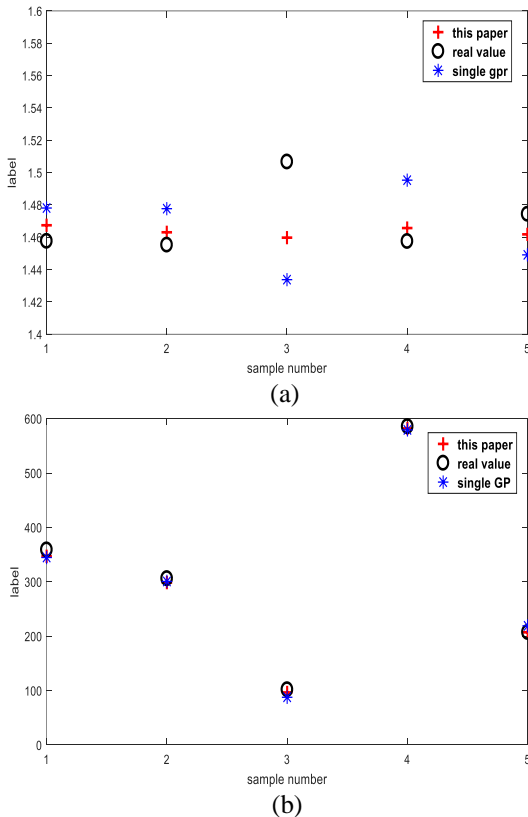 1.6
1.58
1.56
1.54
1.52
1.5
1.48
1.46
1.44
1.42
1.4
label
this paper
real value
single gpr
1 2 3 4 5
sample number
(a)
600
500
400
300
200
100
0
label
this paper
real value
single GP
1 2 3 4 5
sample number
(b)